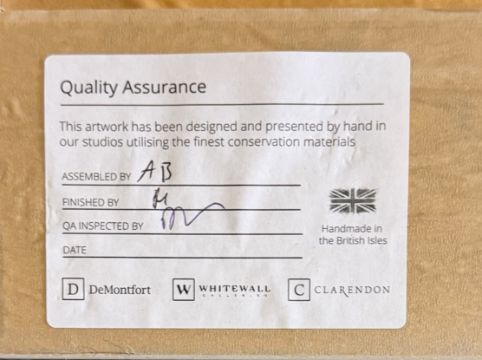 Quality Assurance
This artwork has been designed and presented by hand in
our studios utilising the finest conservation materials
ASSEMBLED BY AB
FINISHED BY
QA INSPECTED BY
DATE
Handmade in
the British Isles
D DeMontfort W WHITEWALL GALLERIES C CLARENDON